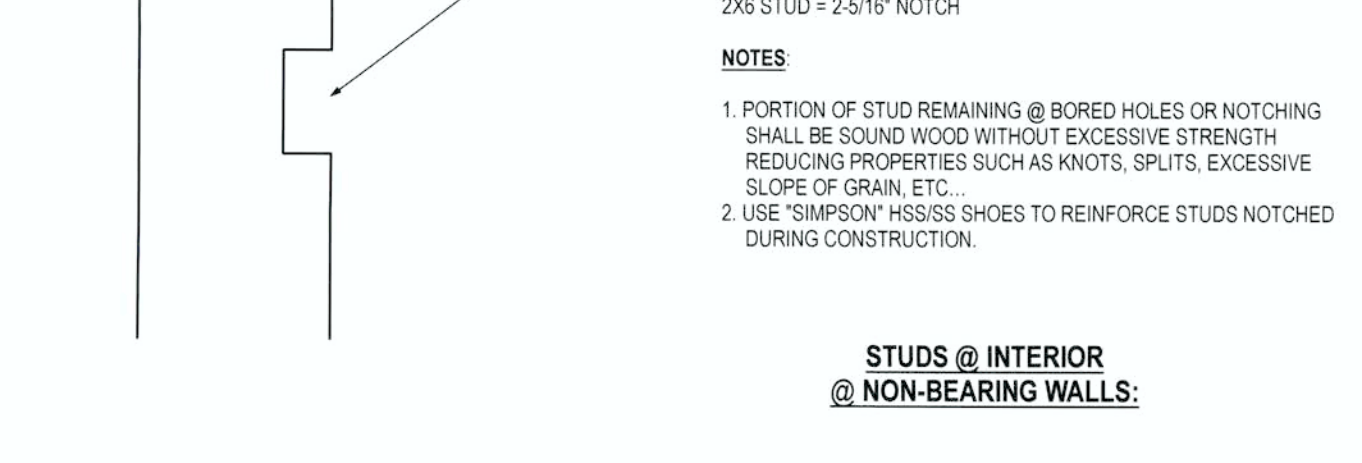 2X6 STUD = 2-5/16" NOTCH
NOTES:
1. PORTION OF STUD REMAINING @ BORED HOLES OR NOTCHING
SHALL BE SOUND WOOD WITHOUT EXCESSIVE STRENGTH
REDUCING PROPERTIES SUCH AS KNOTS, SPLITS, EXCESSIVE
SLOPE OF GRAIN, ETC...
2. USE "SIMPSON" HSS/SS SHOES TO REINFORCE STUDS NOTCHED
DURING CONSTRUCTION.
STUDS @ INTERIOR
@ NON-BEARING WALLS: